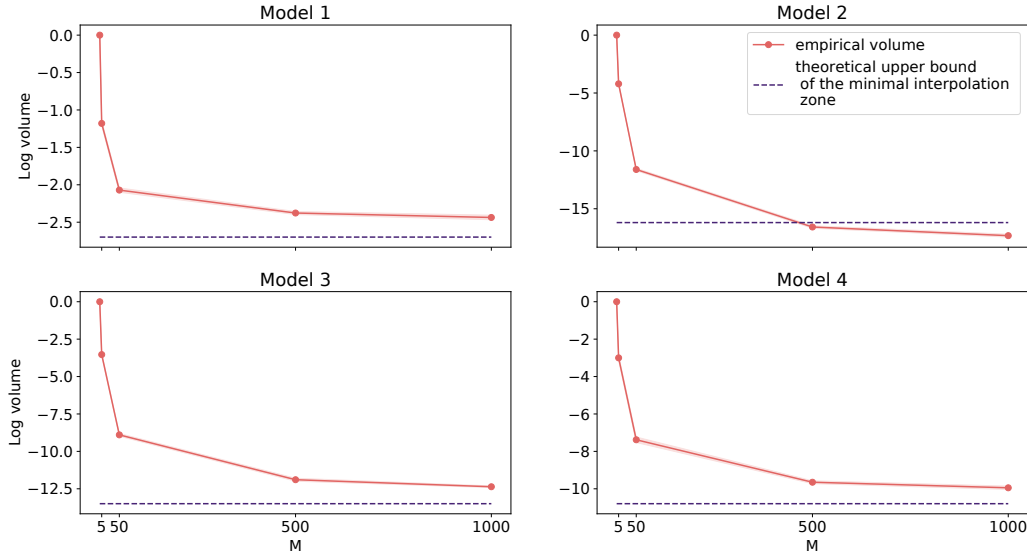 Model 1
0.0
−0.5
−1.0
−1.5
−2.0
−2.5
Log volume
Model 2
0
−5
−10
−15
empirical volume
theoretical upper bound
of the minimal interpolation
zone
Model 3
0.0
−2.5
−5.0
−7.5
−10.0
−12.5
Log volume
5 50 500 1000
M
Model 4
0
−2
−4
−6
−8
−10
5 50 500 1000
M